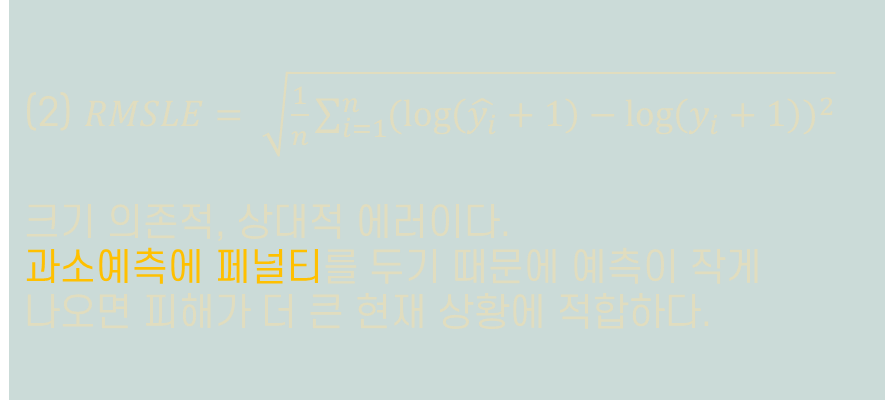 (2) RMSLE = √(1/n ∑ⁿᵢ₌₁(log(ŷᵢ + 1) − log(yᵢ + 1))²)
크기 의존적, 상대적 에러이다.
과소예측에 페널티를 두기 때문에 예측이 작게
나오면 피해가 더 큰 현재 상황에 적합하다.